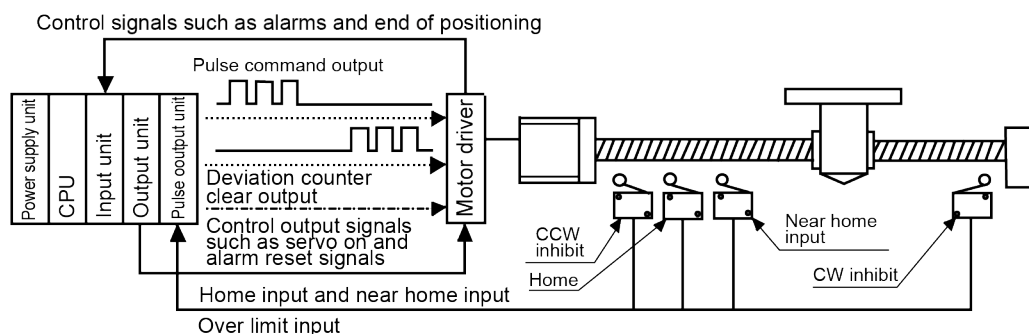 Control signals such as alarms and end of positioning
Pulse command output
Power supply unit
CPU
Input unit
Output unit
Pulse output unit
Motor driver
Deviation counter
clear output
Control output signals
such as servo on and
alarm reset signals
CCW
inhibit
Home
Near home
input
CW inhibit
Home input and near home input
Over limit input